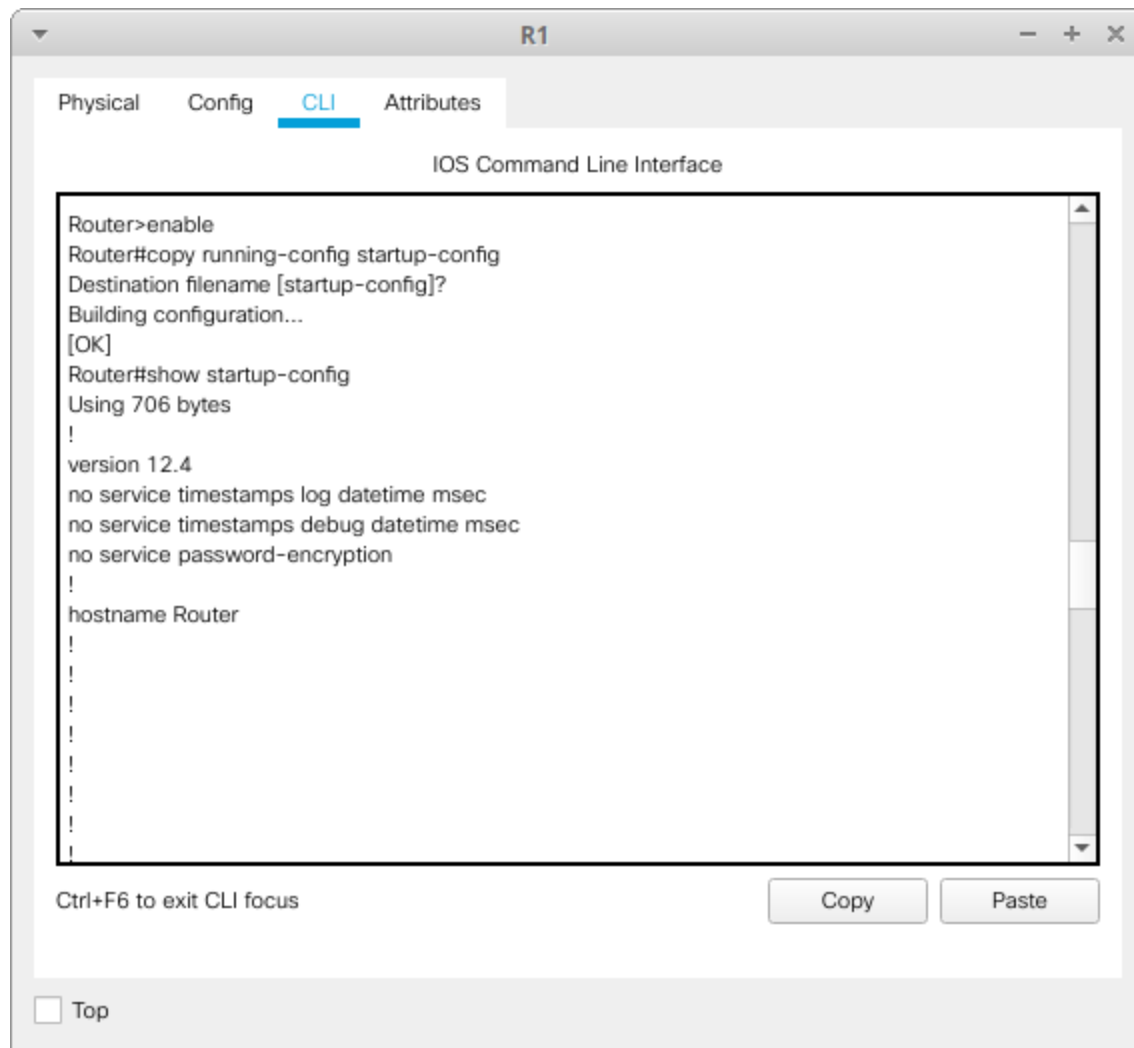 R1
Physical Config CLI Attributes
IOS Command Line Interface
Router>enable
Router#copy running-config startup-config
Destination filename [startup-config]?
Building configuration...
[OK]
Router#show startup-config
Using 706 bytes
!
version 12.4
no service timestamps log datetime msec
no service timestamps debug datetime msec
no service password-encryption
!
hostname Router
!
!
!
!
!
!
!
!
Ctrl+F6 to exit CLI focus
Copy Paste
Top